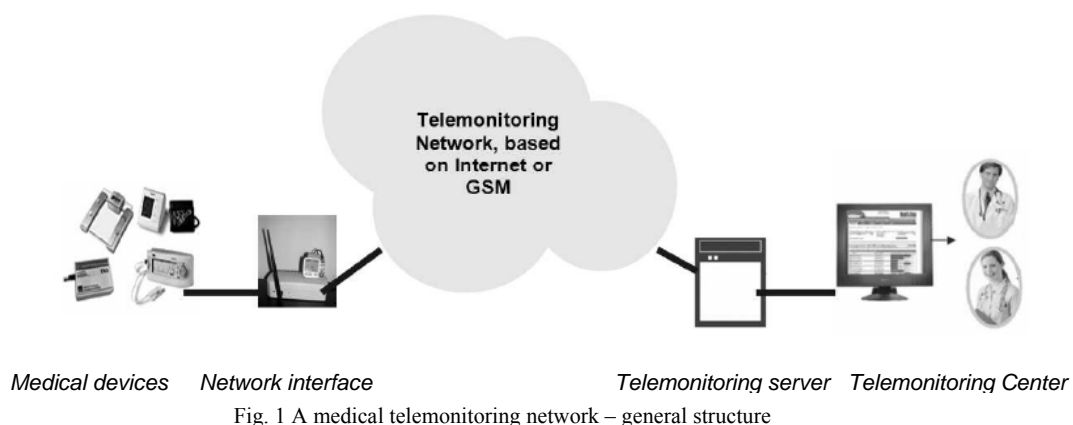 Telemonitoring
Network, based
on Internet or
GSM
Medical devices Network interface Telemonitoring server Telemonitoring Center
Fig. 1 A medical telemonitoring network – general structure